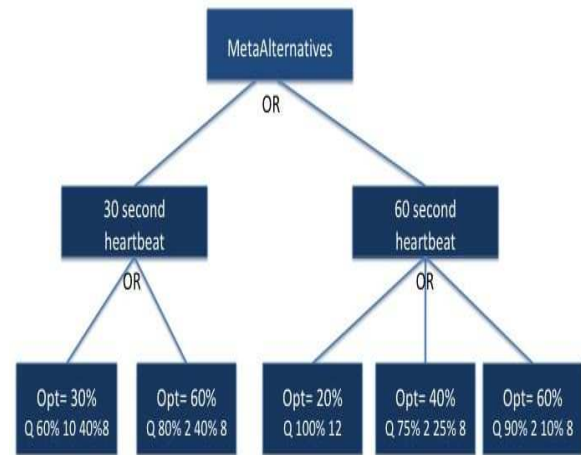 MetaAlternatives
OR
30 second
heartbeat
60 second
heartbeat
OR
OR
Opt= 30%
Q 60% 10 40%8
Opt= 60%
Q 80% 2 40% 8
Opt= 20%
Q 100% 12
Opt= 40%
Q 75% 2 25% 8
Opt= 60%
Q 90% 2 10% 8